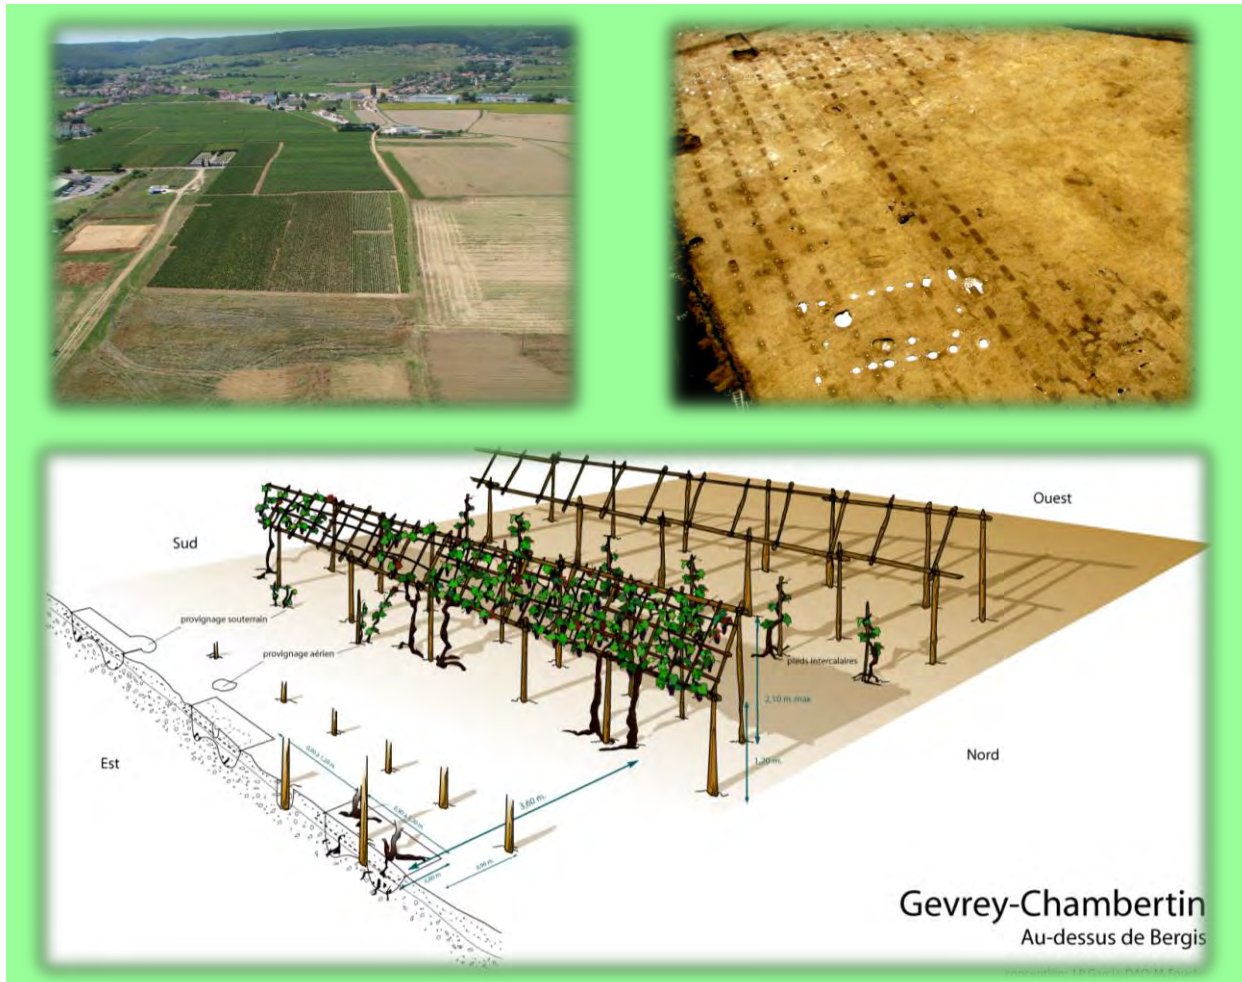 Ouest
Sud
provignage souterrain
provignage aérien
pieds intercalaires
2,10 m. max
Est
Nord
1,20 m.
3,60 m.
Gevrey-Chambertin
Au-dessus de Bergis